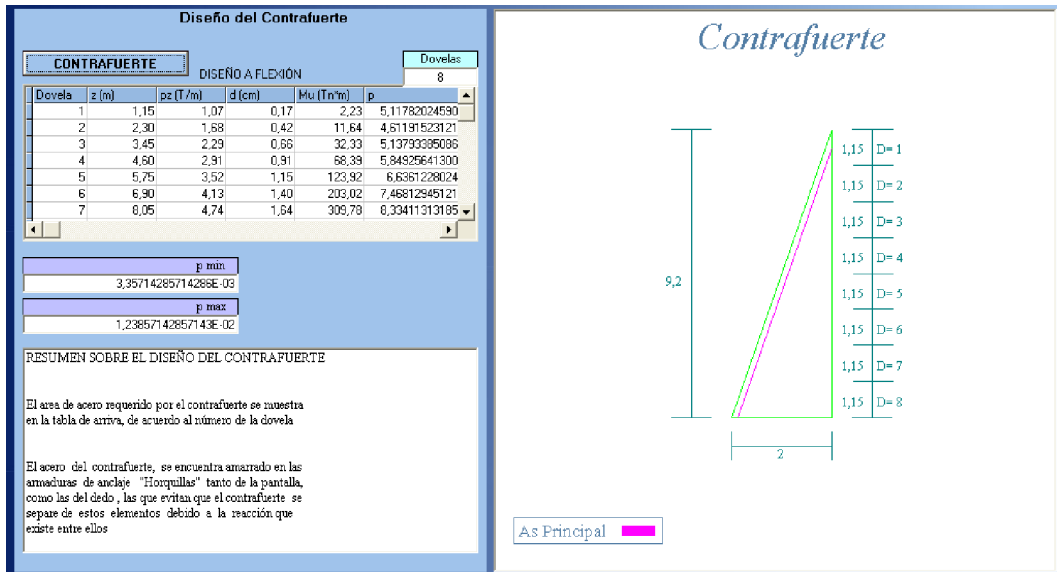 Diseño del Contrafuerte
CONTRAFUERTE
DISEÑO A FLEXIÓN
Dovelas
8
Dovela z (m) pz (T/m) d (cm) Mu (Tn*m) p
1 1,15 1,07 0,17 2,23 5,11782024590
2 2,30 1,68 0,42 11,64 4,61191523121
3 3,45 2,29 0,66 32,33 5,13793385086
4 4,60 2,91 0,91 68,39 5,84925641300
5 5,75 3,52 1,15 123,92 6,6361228024
6 6,90 4,13 1,40 203,02 7,46812945121
7 8,05 4,74 1,64 309,78 8,33411313185
p min
3,35714285714286E-03
p max
1,23857142857143E-02
RESUMEN SOBRE EL DISEÑO DEL CONTRAFUERTE
El area de acero requerido por el contrafuerte se muestra
en la tabla de arriva, de acuerdo al número de la dovela
El acero del contrafuerte, se encuentra amarrado en las
armaduras de anclaje "Horquillas" tanto de la pantalla,
como las del dedo , las que evitan que el contrafuerte se
separe de estos elementos debido a la reacción que
existe entre ellos
Contrafuerte
1,15 D= 1
1,15 D= 2
1,15 D= 3
1,15 D= 4
9,2
1,15 D= 5
1,15 D= 6
1,15 D= 7
1,15 D= 8
2
As Principal